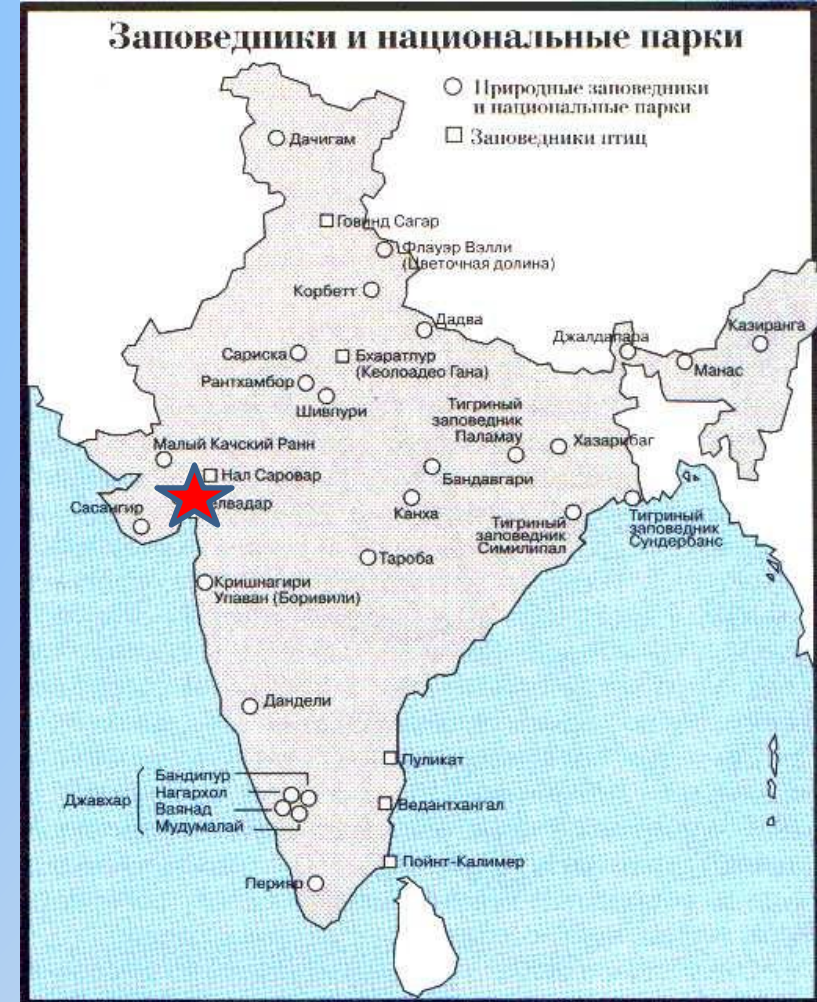 Заповедники и национальные парки
Природные заповедники
и национальные парки
Заповедники птиц
Дачигам
Говинд Сагар
Флауэр Вэлли
(Цветочная долина)
Корбетт
Дадва
Джалдапара
Казиранга
Манас
Сариска
Бхаратпур
(Кеолоадео Гана)
Рантхамбор
Шивпури
Тигриный
заповедник
Паламау
Хазарибаг
Малый Качский Ранн
Нал Саровар
Бандавгари
елвадар
Сасангир
Канха
Тигриный
заповедник
Симилипал
Тигриный
заповедник
Сундербанс
Тароба
Кришнагири
Упаван (Боривили)
Дандели
Пуликат
Джавхар
Бандипур
Нагархол
Ваянад
Мудумалай
Ведантхангал
Пойнт-Калимер
Перияр